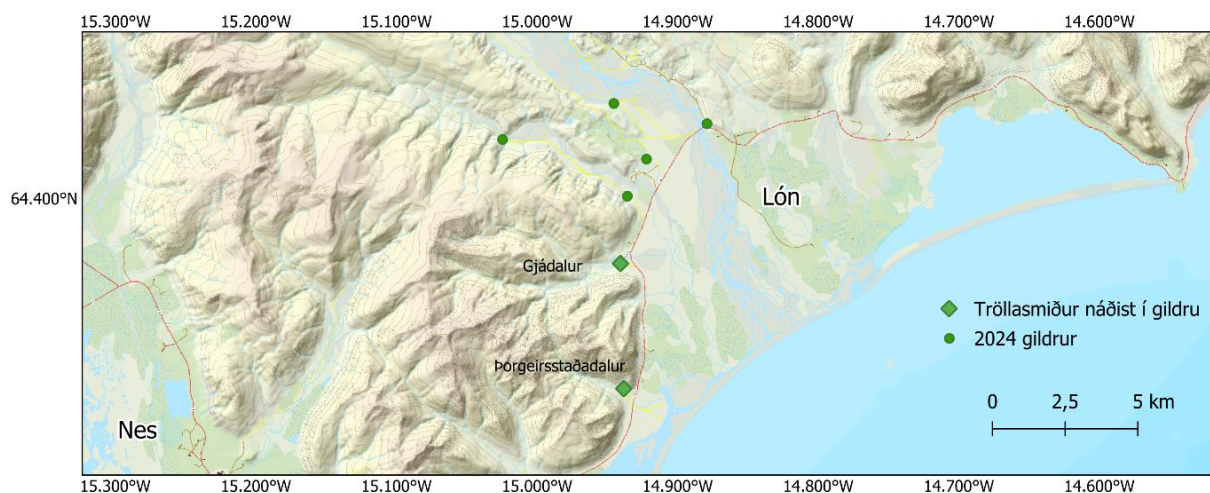 15.300°W 15.200°W 15.100°W 15.000°W 14.900°W 14.800°W 14.700°W 14.600°W
64.400°N
Lón
Gjádalur
Tröllasmiður náðist í gildru
2024 gildrur
Þorgeirsstaðadalur
0 2,5 5 km
Nes
15.300°W 15.200°W 15.100°W 15.000°W 14.900°W 14.800°W 14.700°W 14.600°W